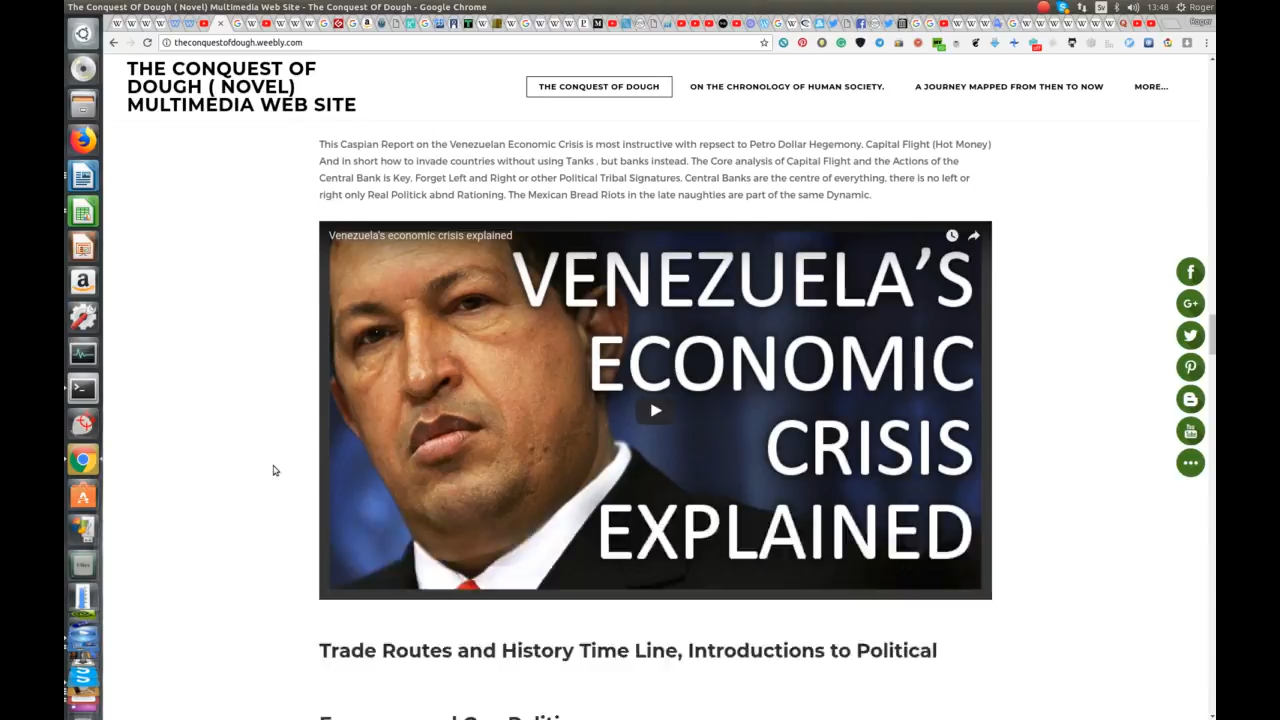 The Conquest Of Dough ( Novel) Multimedia Web Site - The Conquest Of Dough - Google Chrome
Sv
13:48
Roger
Roger
theconquestofdough.weebly.com
THE CONQUEST OF
DOUGH ( NOVEL)
MULTIMEDIA WEB SITE
THE CONQUEST OF DOUGH
ON THE CHRONOLOGY OF HUMAN SOCIETY.
A JOURNEY MAPPED FROM THEN TO NOW
MORE...
This Caspian Report on the Venezuelan Economic Crisis is most instructive with repsect to Petro Dollar Hegemony, Capital Flight (Hot Money)
And in short how to invade countries without using Tanks , but banks instead. The Core analysis of Capital Flight and the Actions of the
Central Bank is Key, Forget Left and Right or other Political Tribal Signatures. Central Banks are the centre of everything, there is no left or
right only Real Politick abnd Rationing. The Mexican Bread Riots in the late naughties are part of the same Dynamic.
Venezuela's economic crisis explained
VENEZUELA'S
ECONOMIC
CRISIS
EXPLAINED
Trade Routes and History Time Line, Introductions to Political